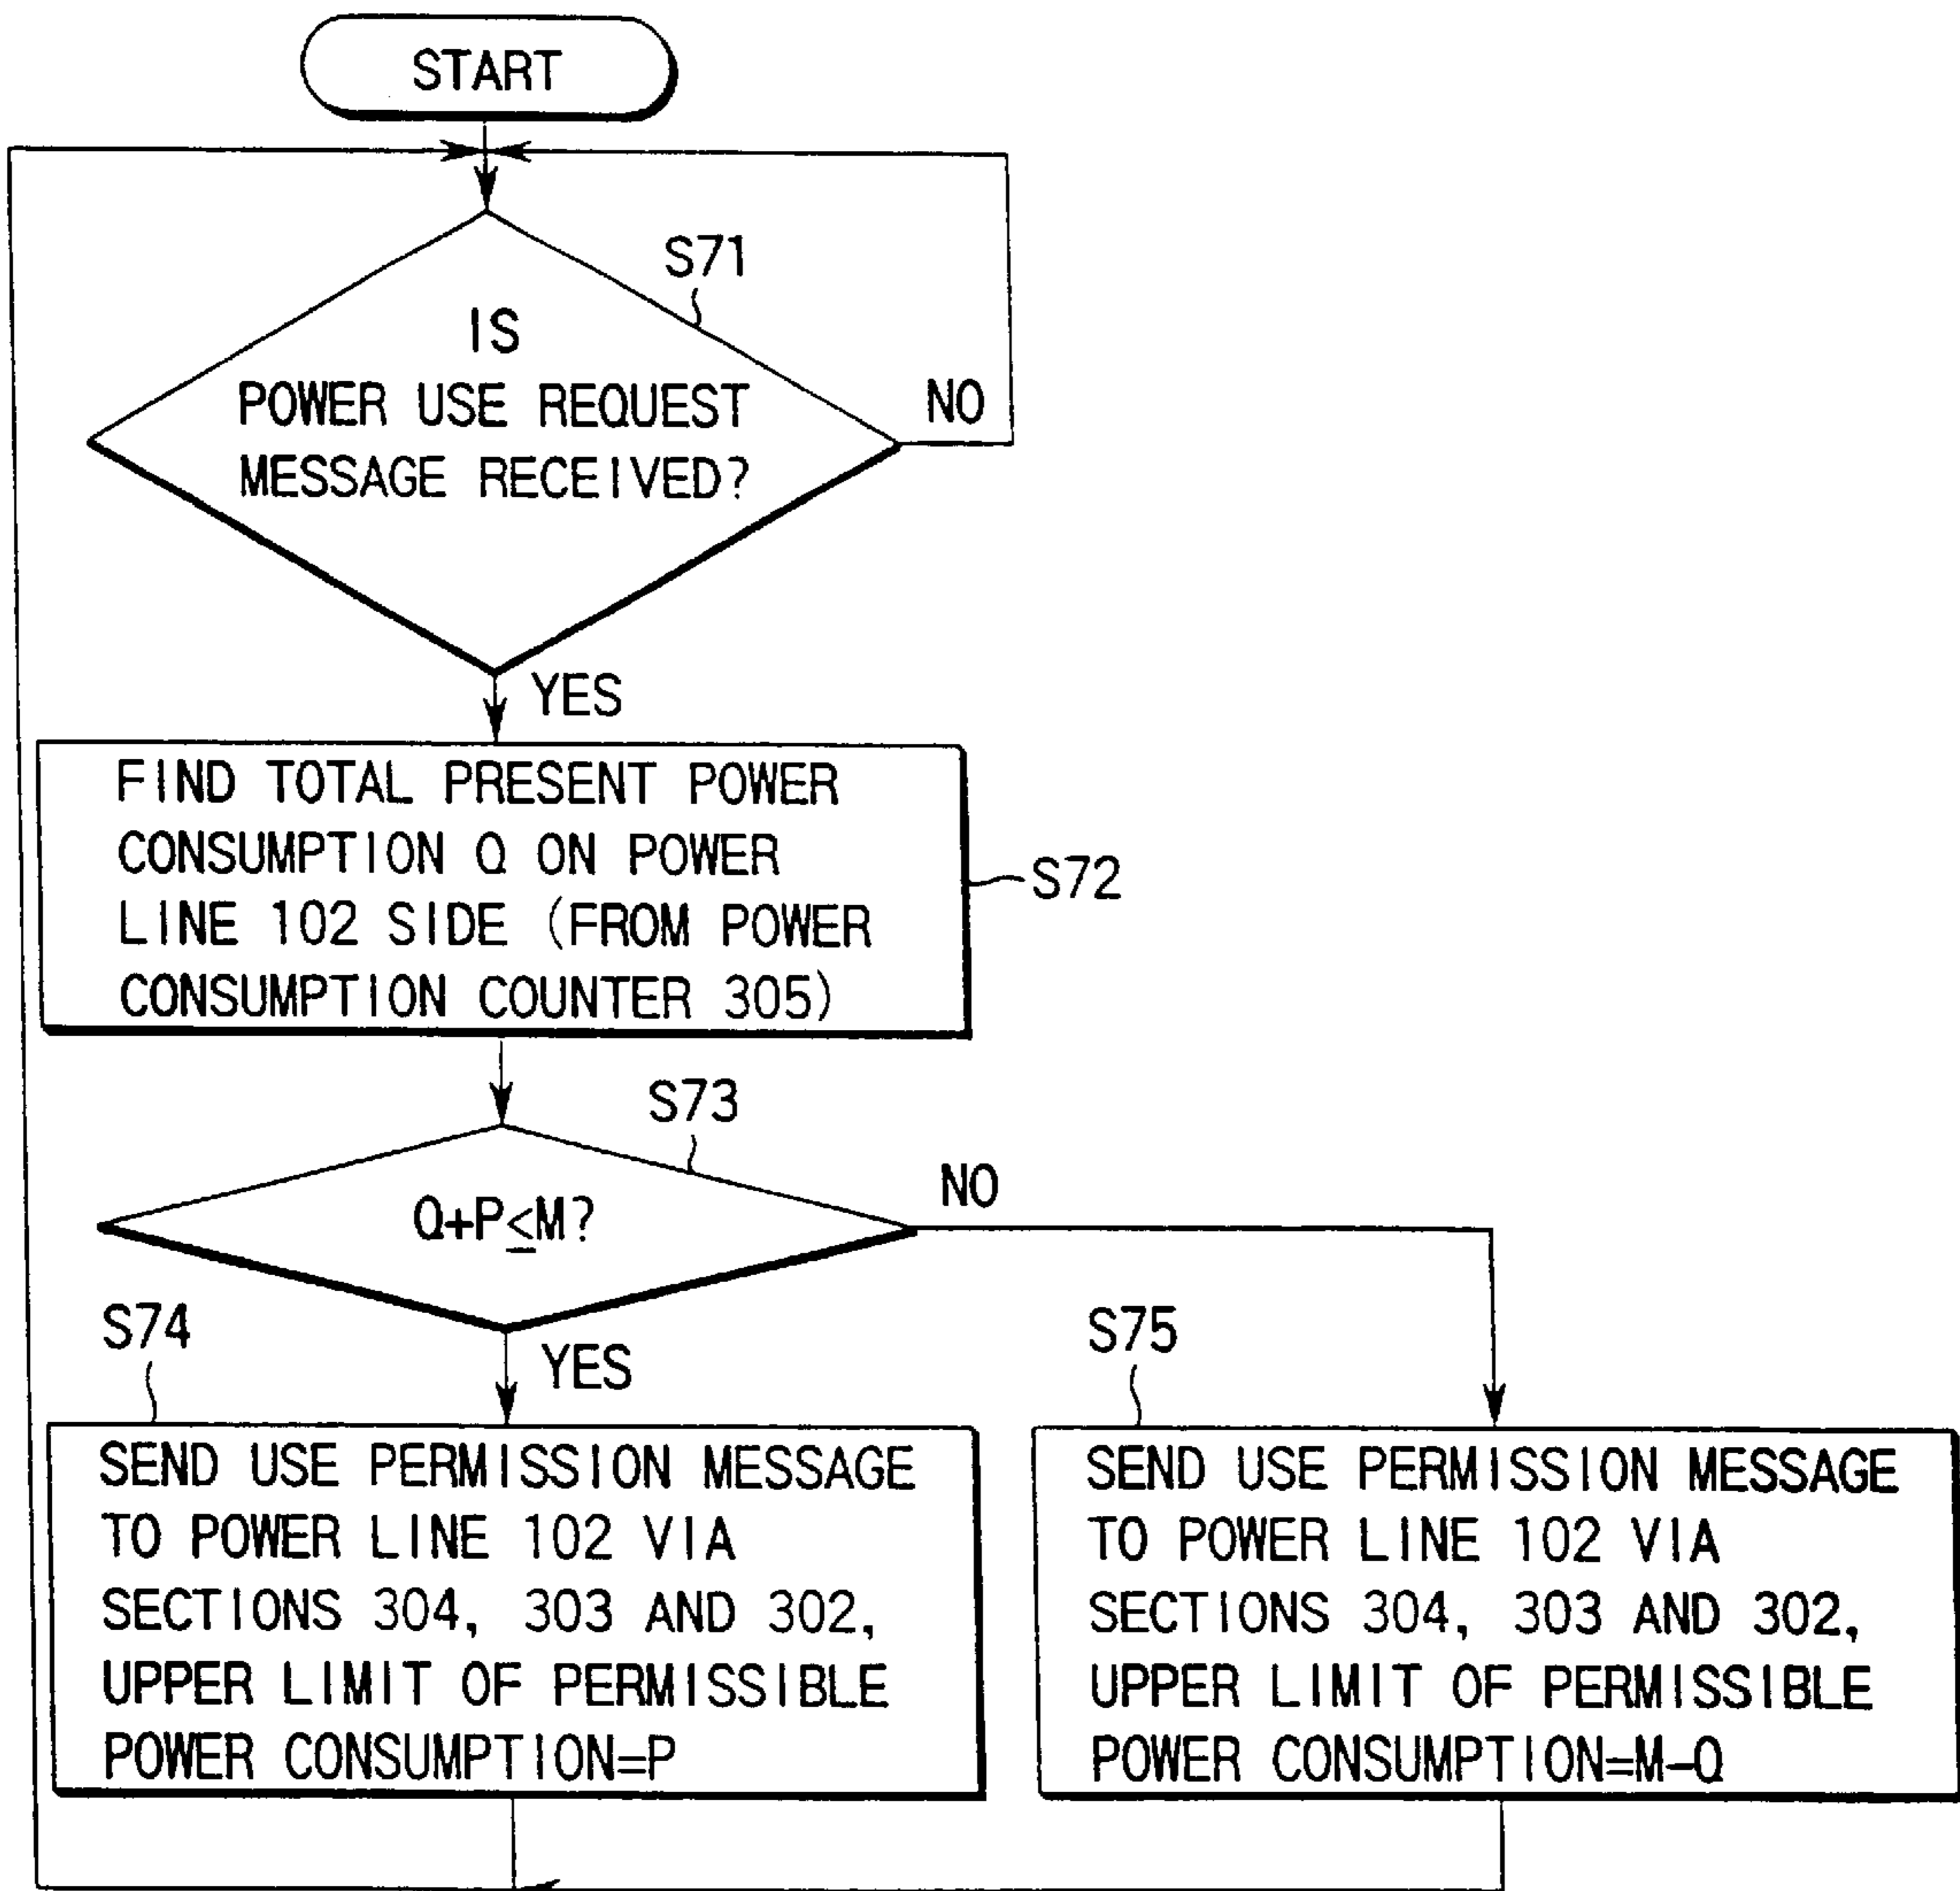 START
S71
IS
POWER USE REQUEST
MESSAGE RECEIVED?
NO
YES
FIND TOTAL PRESENT POWER
CONSUMPTION Q ON POWER
LINE 102 SIDE (FROM POWER
CONSUMPTION COUNTER 305)
S72
S73
Q+P≤M?
NO
YES
S74
SEND USE PERMISSION MESSAGE
TO POWER LINE 102 VIA
SECTIONS 304, 303 AND 302,
UPPER LIMIT OF PERMISSIBLE
POWER CONSUMPTION=P
S75
SEND USE PERMISSION MESSAGE
TO POWER LINE 102 VIA
SECTIONS 304, 303 AND 302,
UPPER LIMIT OF PERMISSIBLE
POWER CONSUMPTION=M-Q